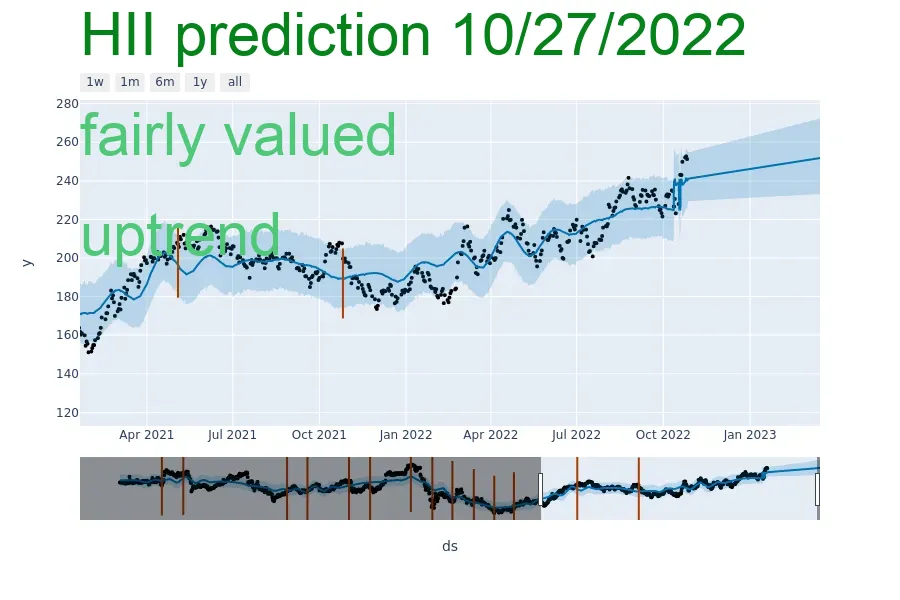 HII prediction 10/27/2022
1w 1m 6m 1y all
fairly valued
uptrend
280
260
240
220
200
180
160
140
120
y
Apr 2021 Jul 2021 Oct 2021 Jan 2022 Apr 2022 Jul 2022 Oct 2022 Jan 2023
ds